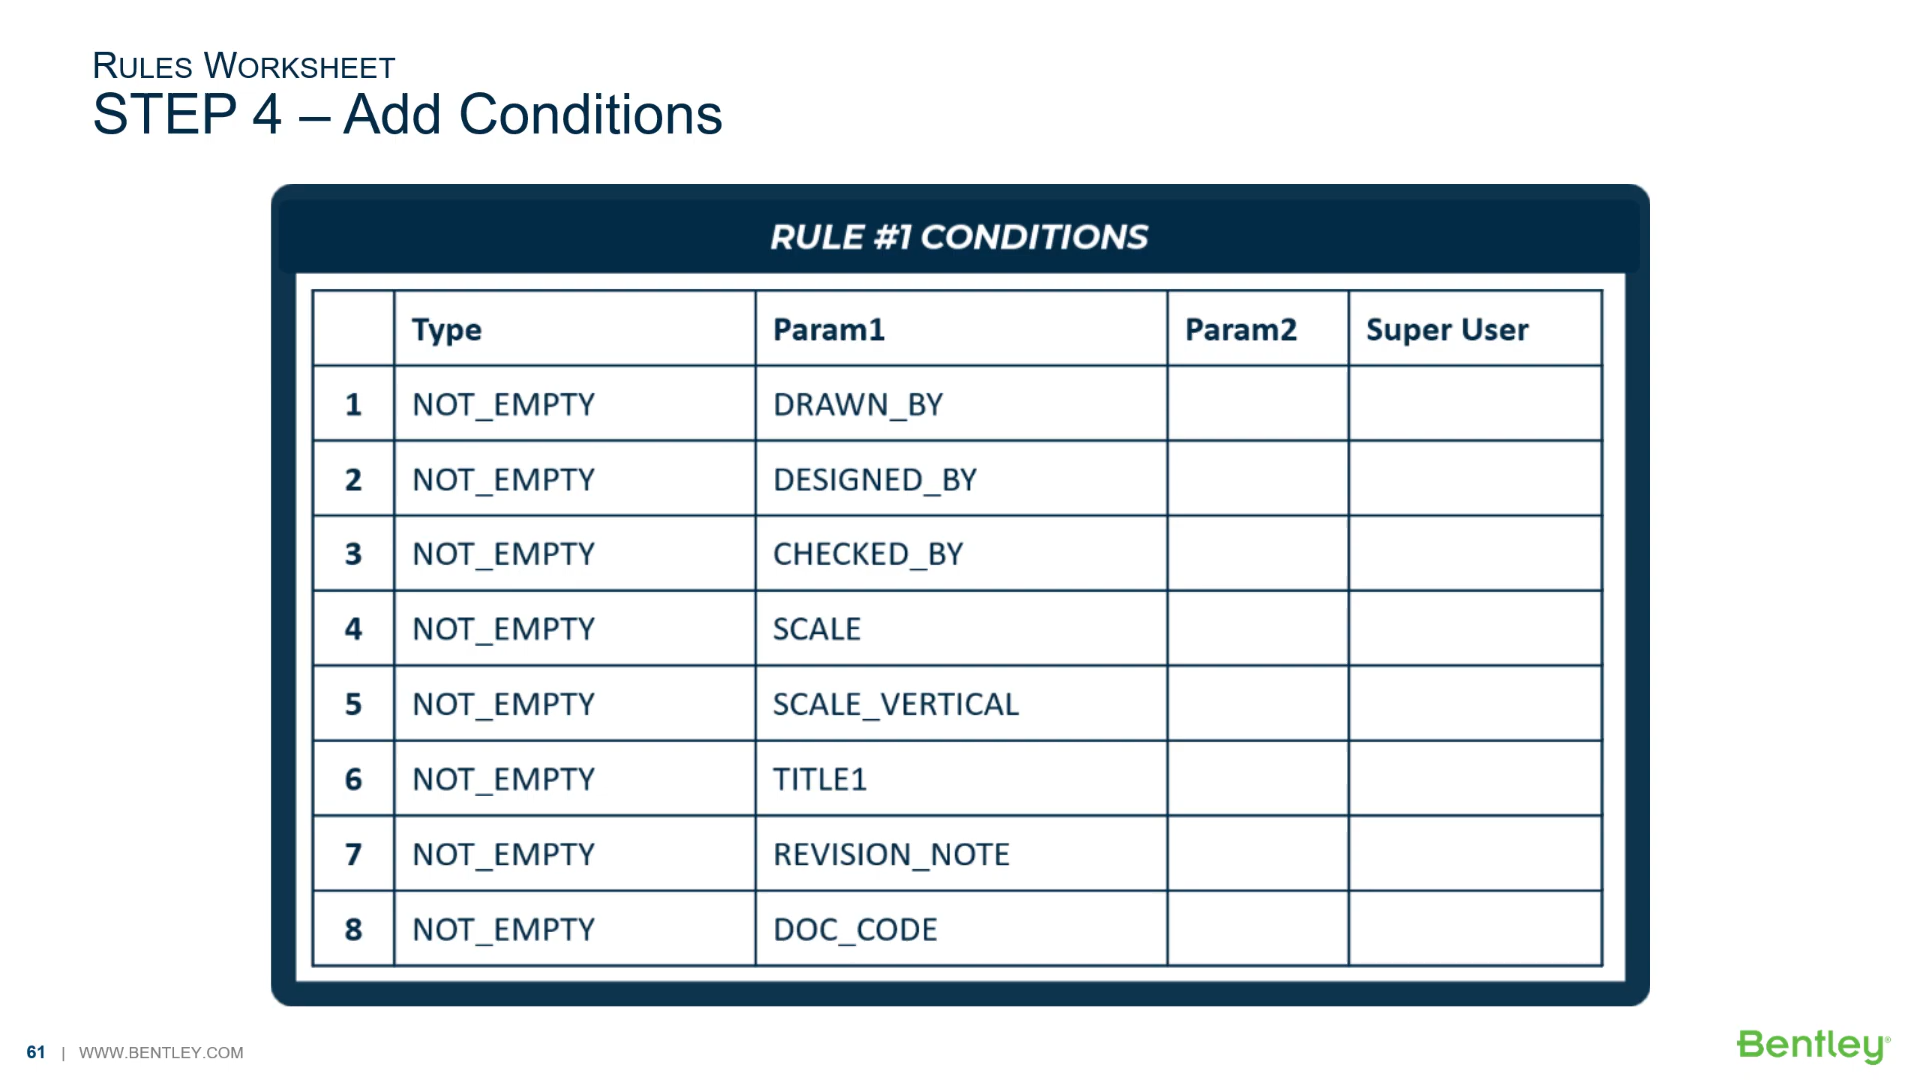 RULES WORKSHEET
STEP 4 – Add Conditions
RULE #1 CONDITIONS
Type Param1 Param2 Super User
1 NOT_EMPTY DRAWN_BY
2 NOT_EMPTY DESIGNED_BY
3 NOT_EMPTY CHECKED_BY
4 NOT_EMPTY SCALE
5 NOT_EMPTY SCALE_VERTICAL
6 NOT_EMPTY TITLE1
7 NOT_EMPTY REVISION_NOTE
8 NOT_EMPTY DOC_CODE
61 | WWW.BENTLEY.COM
Bentley®